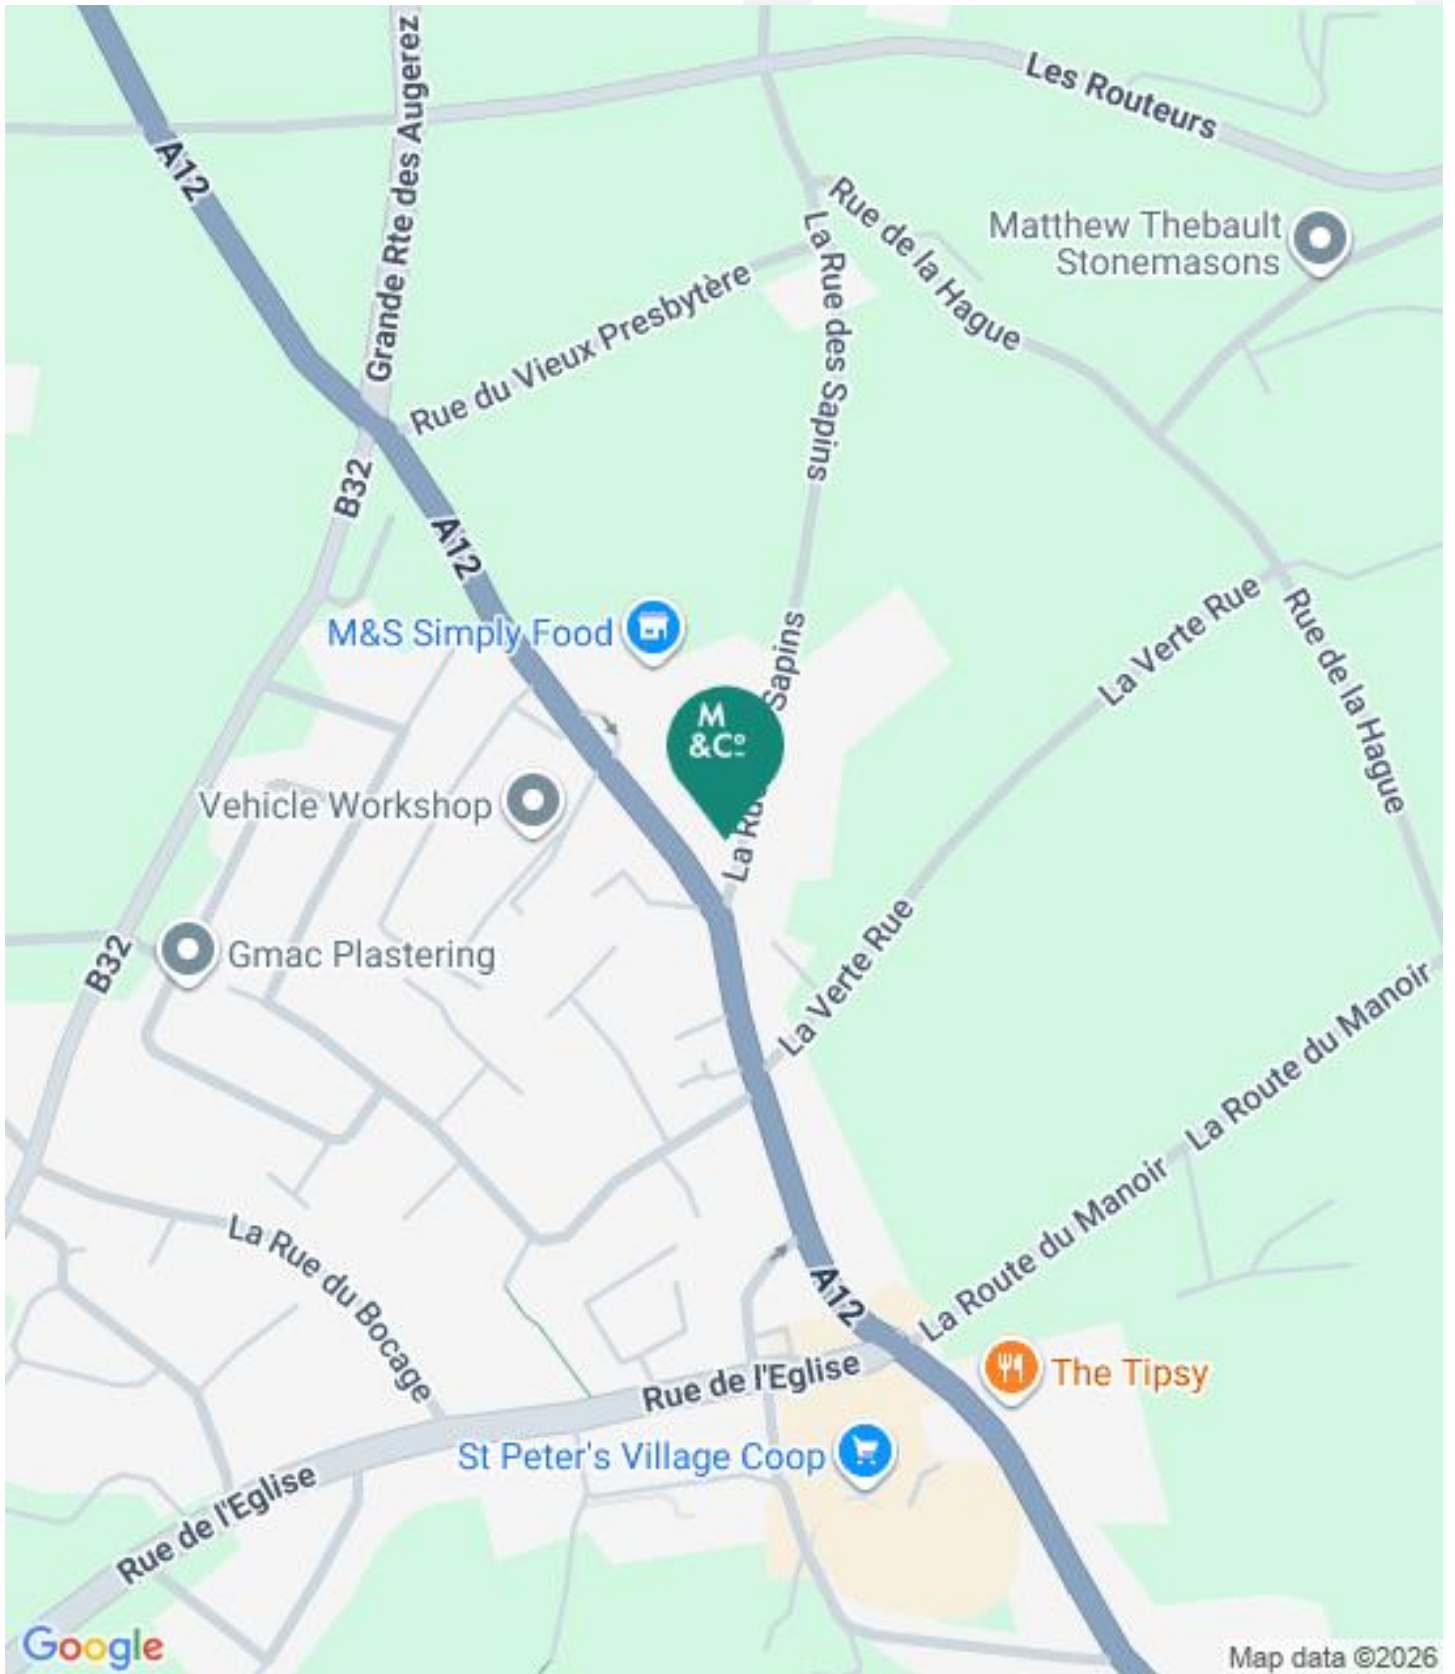 Grande Rte des Augerez
Les Routeurs
A12
Rue de la Hague
Matthew Thebault
Stonemasons
La Rue des Sapins
Rue du Vieux Presbytère
B32
A12
M&S Simply Food
La Verte Rue
Rue de la Hague
Sapins
M
&Co
La Rue
Vehicle Workshop
La Verte Rue
B32
Gmac Plastering
La Route du Manoir
La Route du Manoir
La Rue du Bocage
A12
The Tipsy
Rue de l'Eglise
St Peter's Village Coop
Rue de l'Eglise
Google
Map data ©2026